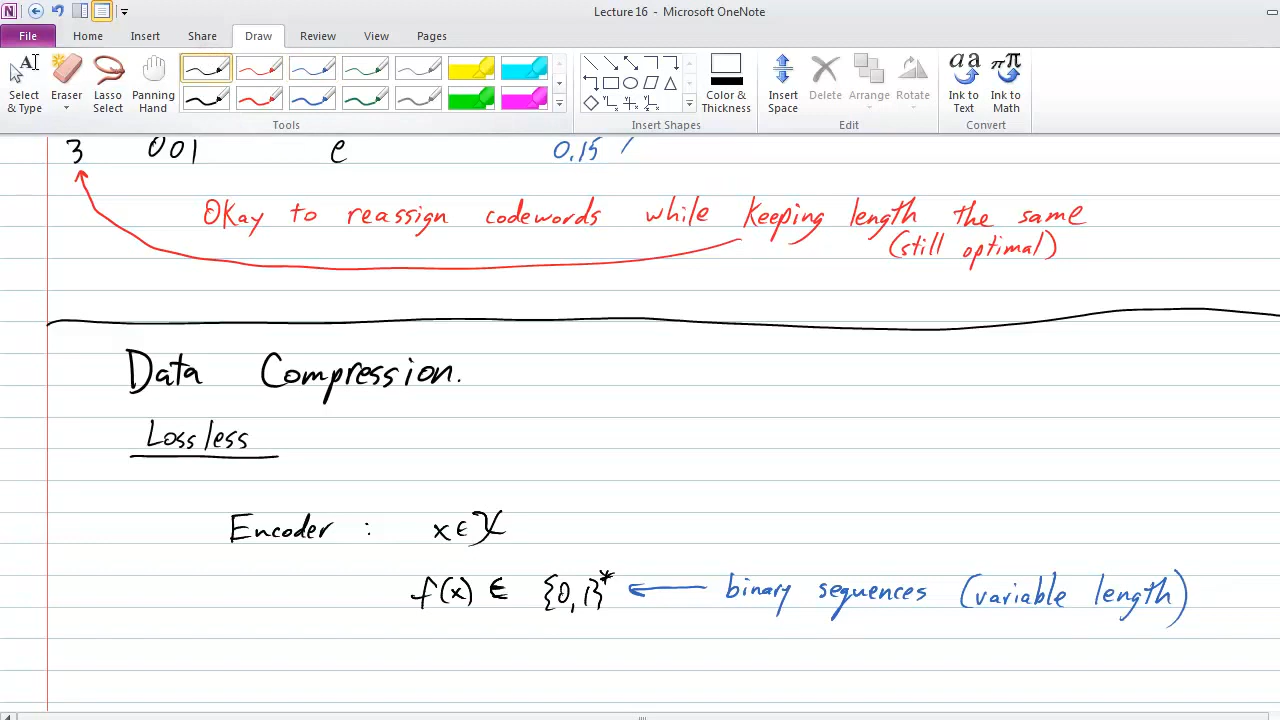 Lecture 16 - Microsoft OneNote
File Home Insert Share Draw Review View Pages
Select & Type Eraser Lasso Select Panning Hand Color & Thickness Insert Space Delete Arrange Rotate Ink to Text Ink to Math
Tools Insert Shapes Edit Convert
3 001 e 0.15
Okay to reassign codewords while keeping length the same
(still optimal)
Data Compression.
Lossless
Encoder : x ∈ 𝒳
f(x) ∈ {0,1}* ← binary sequences (variable length)